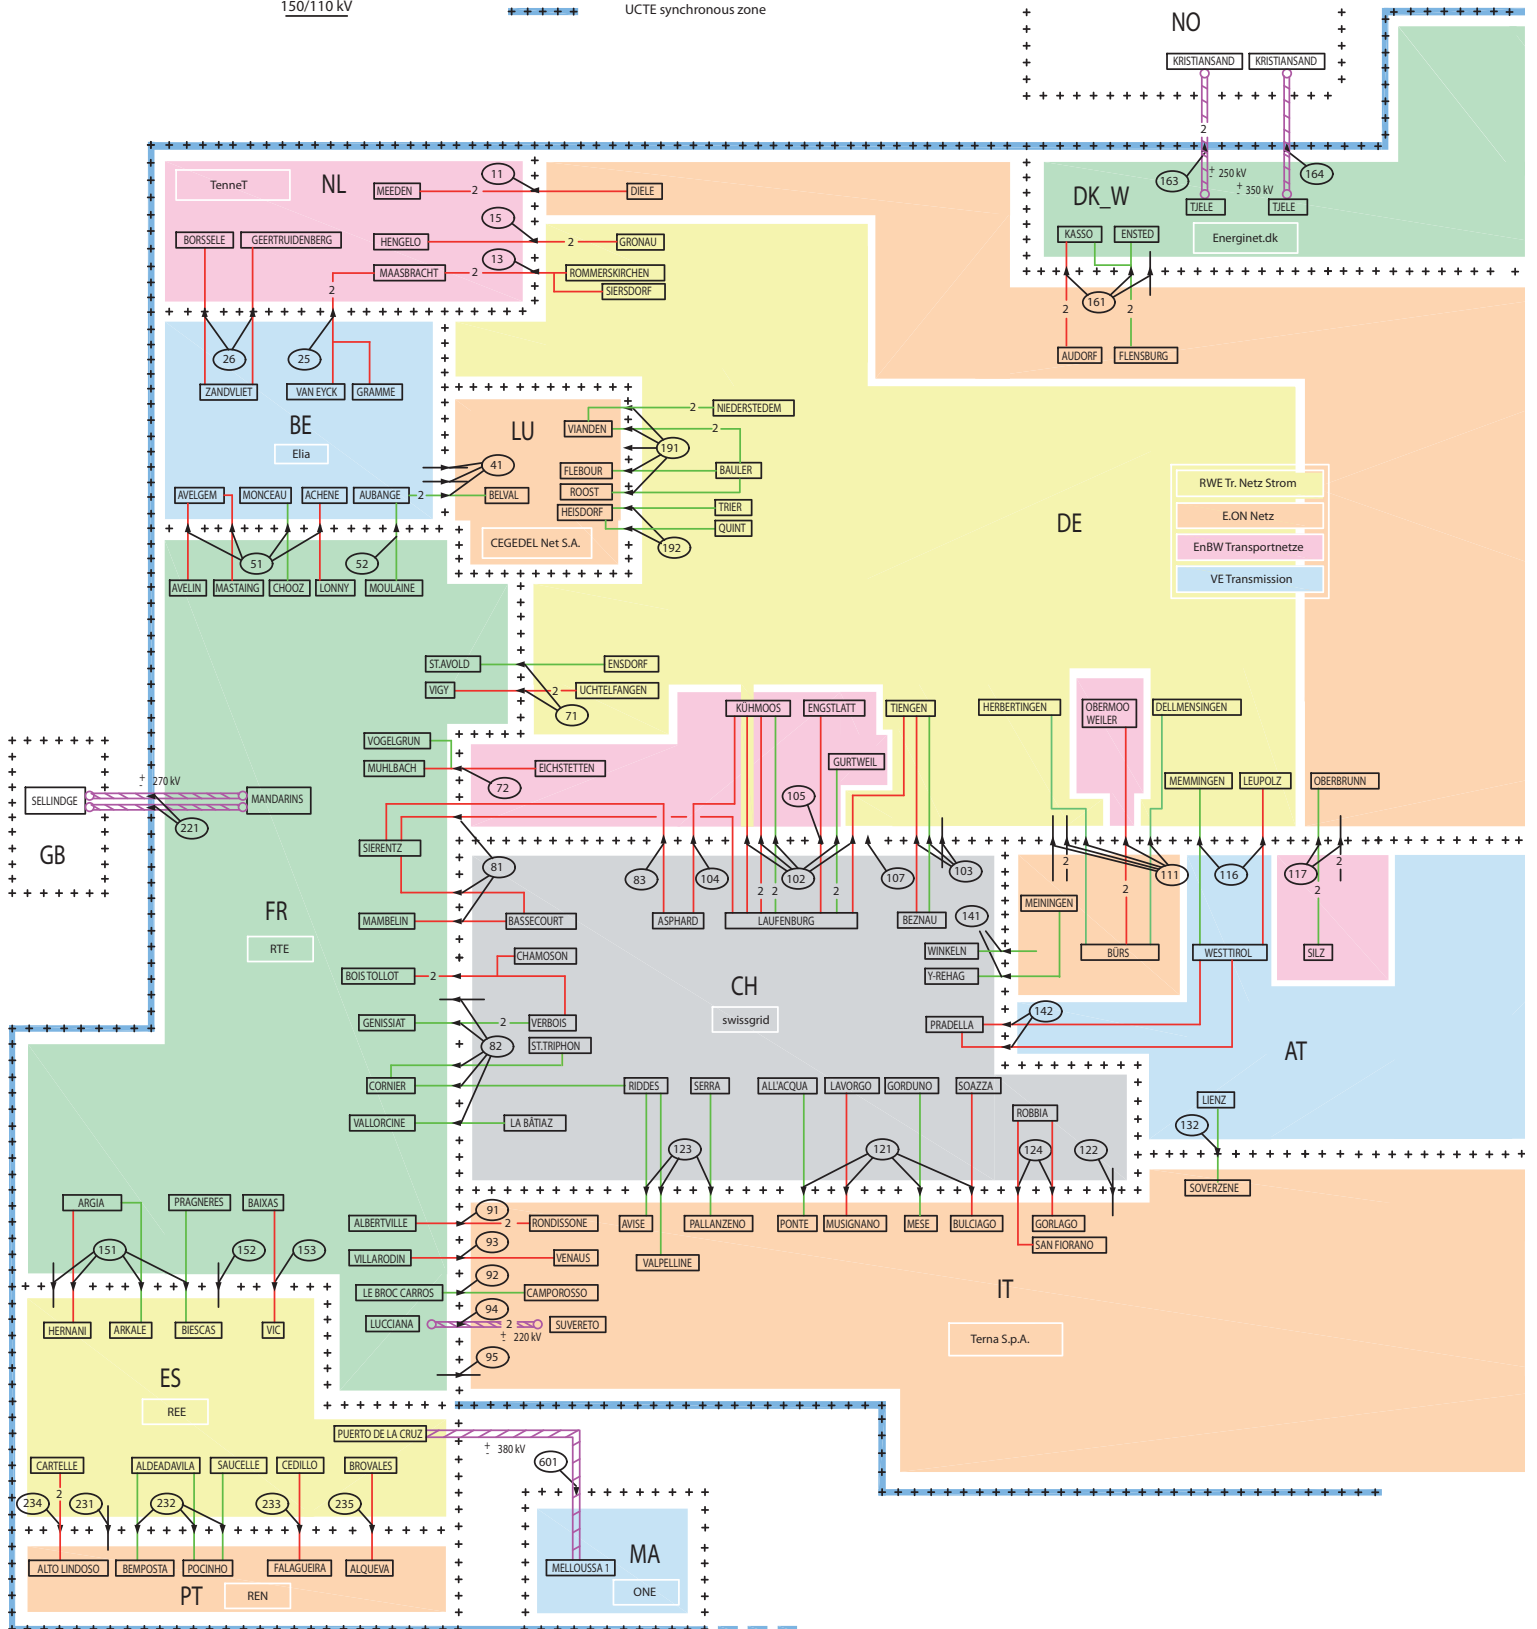 150/110 kV
UCTE synchronous zone
NO
KRISTIANSAND
KRISTIANSAND
2
TenneT
NL
MEEDEN
2
11
DIELE
15
BORSSELE
GEERTRUIDENBERG
HENGELO
2
GRONAU
13
MAASBRACHT
2
ROMMERSKIRCHEN
SIERSDORF
2
163
+
- 250 kV
+
- 350 kV
164
DK_W
TJELE
TJELE
KASSO
ENSTED
Energinet.dk
161
2
2
AUDORF
FLENSBURG
26
25
ZANDVLIET
VAN EYCK
GRAMME
BE
Elia
LU
VIANDEN
2
NIEDERSTEDEM
2
191
41
FLEBOUR
BAULER
AVELGEM
MONCEAU
ACHENE
AUBANGE
2
BELVAL
ROOST
HEISDORF
TRIER
QUINT
CEGEDEL Net S.A.
192
DE
RWE Tr. Netz Strom
E.ON Netz
EnBW Transportnetze
VE Transmission
51
52
AVELIN
MASTAING
CHOOZ
LONNY
MOULAINE
ST.AVOLD
ENSDORF
VIGY
2
UCHTELFANGEN
71
KÜHMOOS
ENGSTLATT
TIENGEN
HERBERTINGEN
OBERMOO
WEILER
DELLMENSINGEN
VOGELGRUN
MUHLBACH
EICHSTETTEN
72
GURTWEIL
105
MEMMINGEN
LEUPOLZ
OBERBRUNN
+
- 270 kV
SELLINDGE
MANDARINS
221
GB
SIERENTZ
81
83
104
102
107
103
2
111
116
117
2
2
2
2
2
2
FR
RTE
MAMBELIN
BASSECOURT
ASPHARD
LAUFENBURG
BEZNAU
141
MEININGEN
WINKELN
BÜRS
WESTTIROL
SILZ
CHAMOSON
BOIS TOLLOT
2
Y-REHAG
CH
swissgrid
GENISSIAT
2
VERBOIS
PRADELLA
142
82
ST.TRIPHON
AT
CORNIER
RIDDES
SERRA
ALL'ACQUA
LAVORGO
GORDUNO
SOAZZA
ROBBIA
LIENZ
VALLORCINE
LA BÂTIAZ
132
123
121
124
122
SOVERZENE
ARGIA
PRAGNERES
BAIXAS
91
ALBERTVILLE
2
RONDISSONE
AVISE
PALLANZENO
PONTE
MUSIGNANO
MESE
BULCIAGO
GORLAGO
SAN FIORANO
151
152
153
93
VILLARODIN
VENAUS
VALPELLINE
92
LE BROC CARROS
CAMPOROSSO
IT
94
LUCCIANA
2
SUVERETO
+
- 220 kV
Terna S.p.A.
HERNANI
ARKALE
BIESCAS
VIC
95
ES
REE
PUERTO DE LA CRUZ
+
- 380 kV
601
CARTELLE
ALDEADAVILA
SAUCELLE
CEDILLO
BROVALES
2
234
231
232
233
235
ALTO LINDOSO
BEMPOSTA
POCINHO
FALAGUEIRA
ALQUEVA
MELLOUSSA 1
MA
ONE
PT
REN